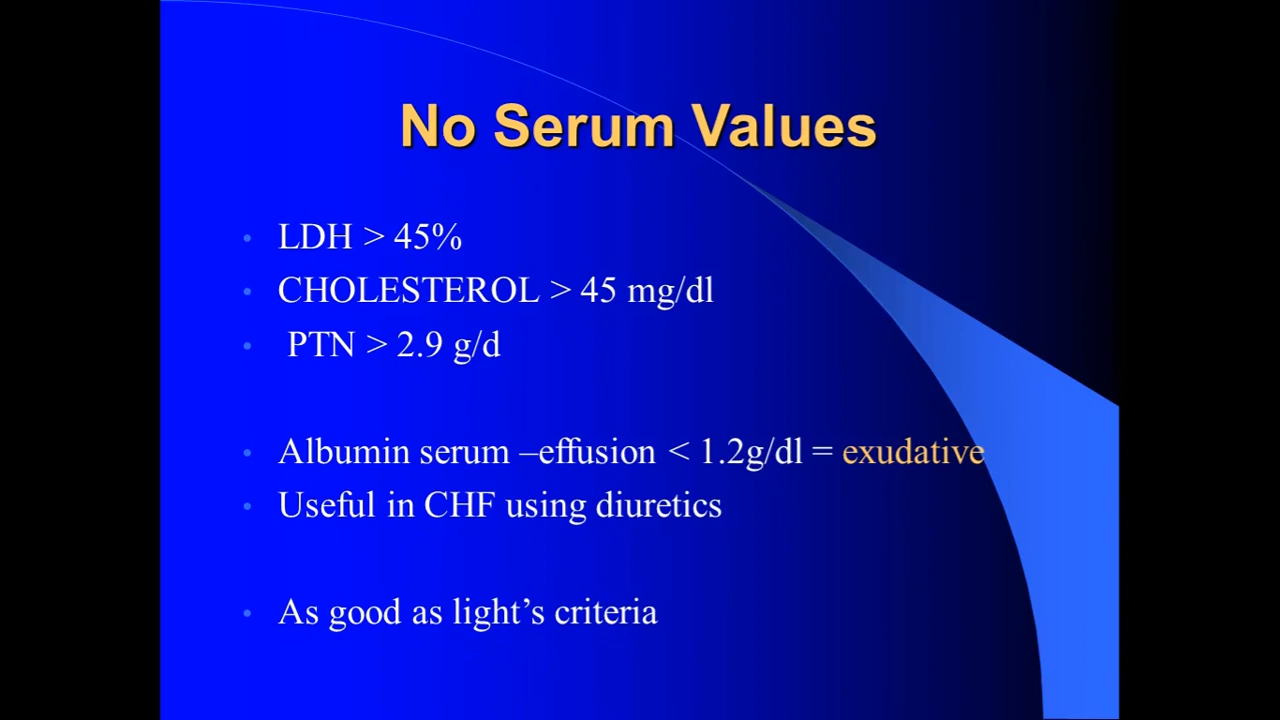 No Serum Values
• LDH > 45%
• CHOLESTEROL > 45 mg/dl
• PTN > 2.9 g/d
• Albumin serum –effusion < 1.2g/dl = exudative
• Useful in CHF using diuretics
• As good as light’s criteria